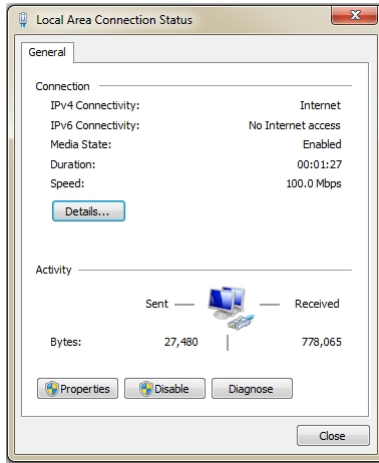 Local Area Connection Status
General
Connection
IPv4 Connectivity: Internet
IPv6 Connectivity: No Internet access
Media State: Enabled
Duration: 00:01:27
Speed: 100.0 Mbps
Details...
Activity
Sent Received
Bytes: 27,480 778,065
Properties Disable Diagnose
Close